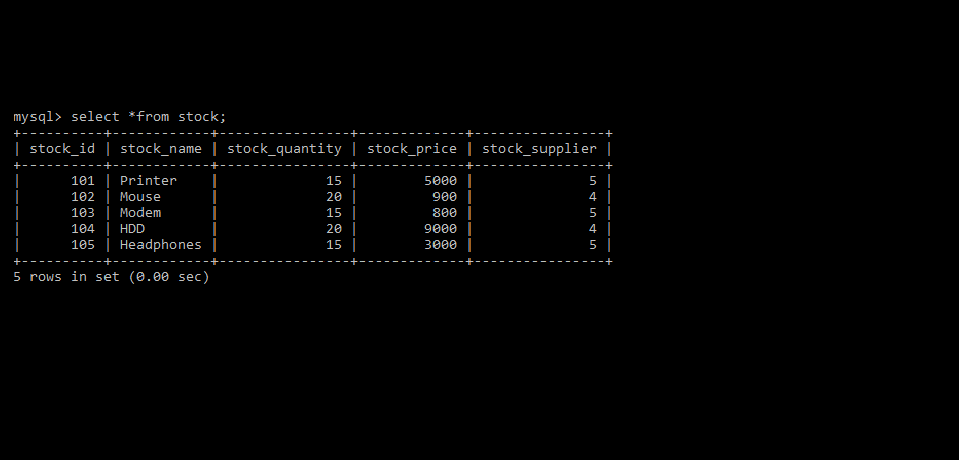 mysql> select *from stock;
+----------+------------+----------------+-------------+----------------+
| stock_id | stock_name | stock_quantity | stock_price | stock_supplier |
+----------+------------+----------------+-------------+----------------+
|      101 | Printer    |             15 |        5000 |              5 |
|      102 | Mouse      |             20 |         900 |              4 |
|      103 | Modem      |             15 |         800 |              5 |
|      104 | HDD        |             20 |        9000 |              4 |
|      105 | Headphones |             15 |        3000 |              5 |
+----------+------------+----------------+-------------+----------------+
5 rows in set (0.00 sec)